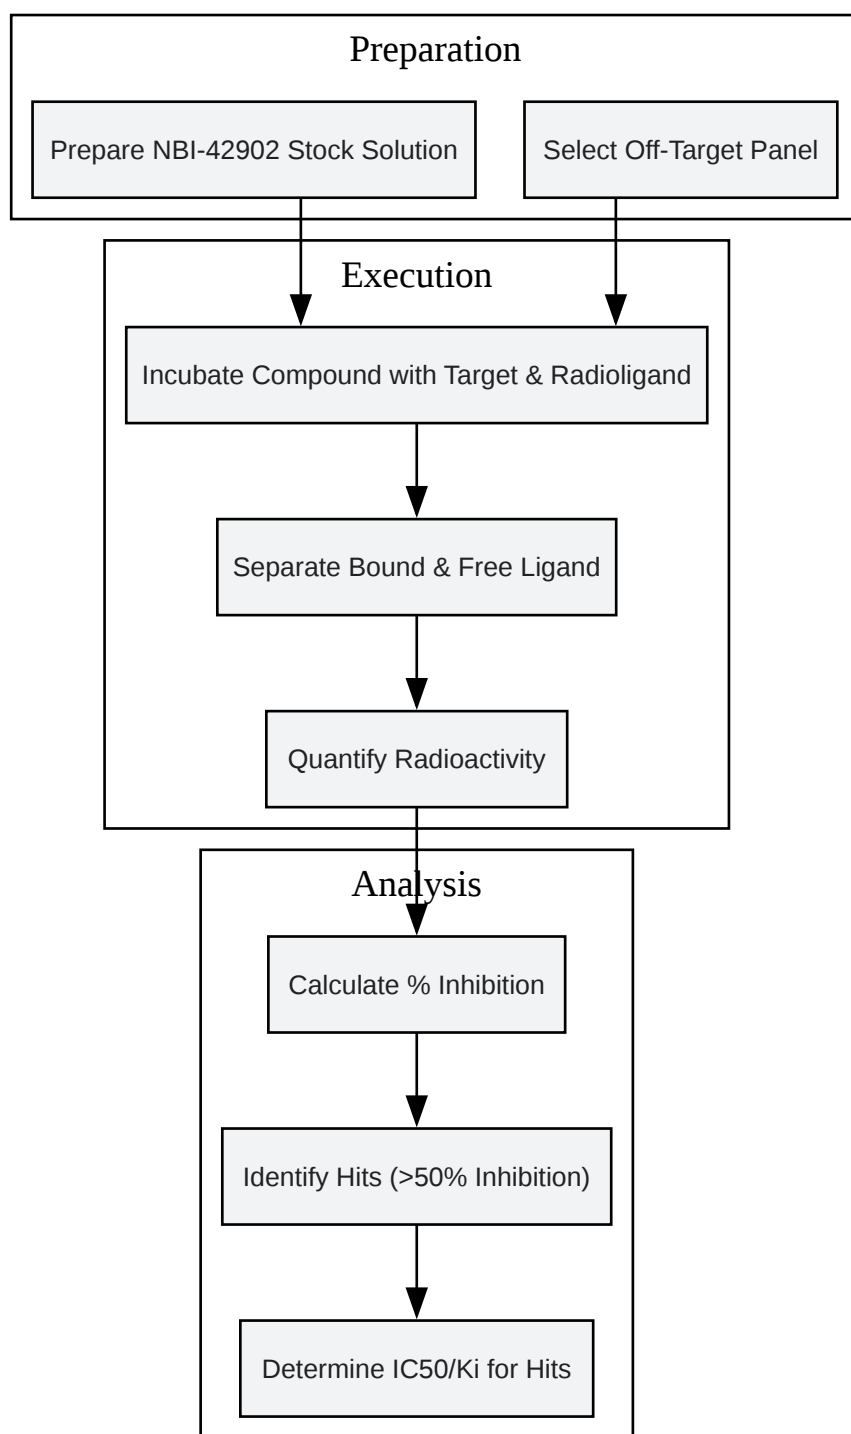 Preparation
Prepare NBI-42902 Stock Solution
Select Off-Target Panel
Execution
Incubate Compound with Target & Radioligand
Separate Bound & Free Ligand
Quantify Radioactivity
Analysis
Calculate % Inhibition
Identify Hits (>50% Inhibition)
Determine IC50/Ki for Hits